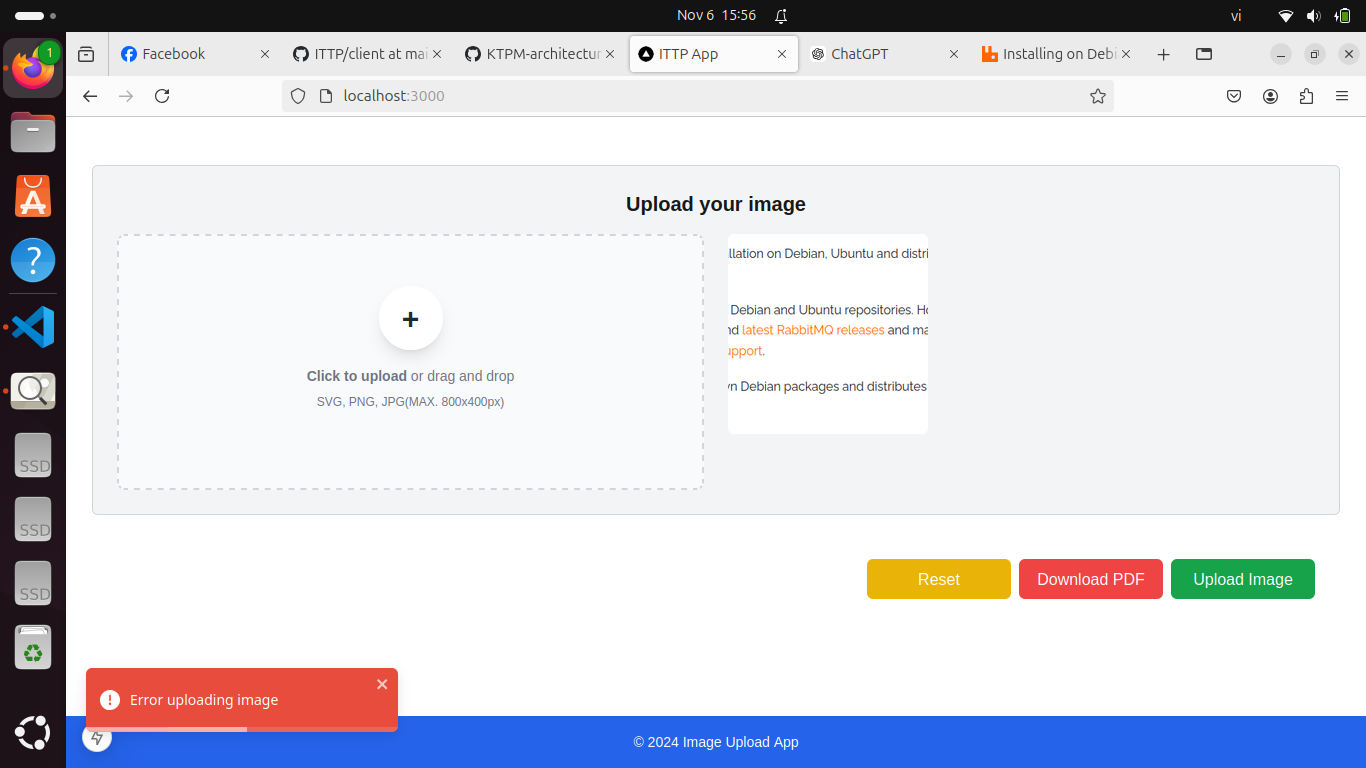 Nov 6 15:56
vi
1
Facebook
ITTP/client at mai
KTPM-architectur
ITTP App
ChatGPT
Installing on Debi
localhost:3000
Upload your image
+
Click to upload or drag and drop
SVG, PNG, JPG(MAX. 800x400px)
llation on Debian, Ubuntu and distri
Debian and Ubuntu repositories. Ho
nd latest RabbitMQ releases and ma
upport.
vn Debian packages and distributes
Reset
Download PDF
Upload Image
SSD
SSD
SSD
Error uploading image
© 2024 Image Upload App